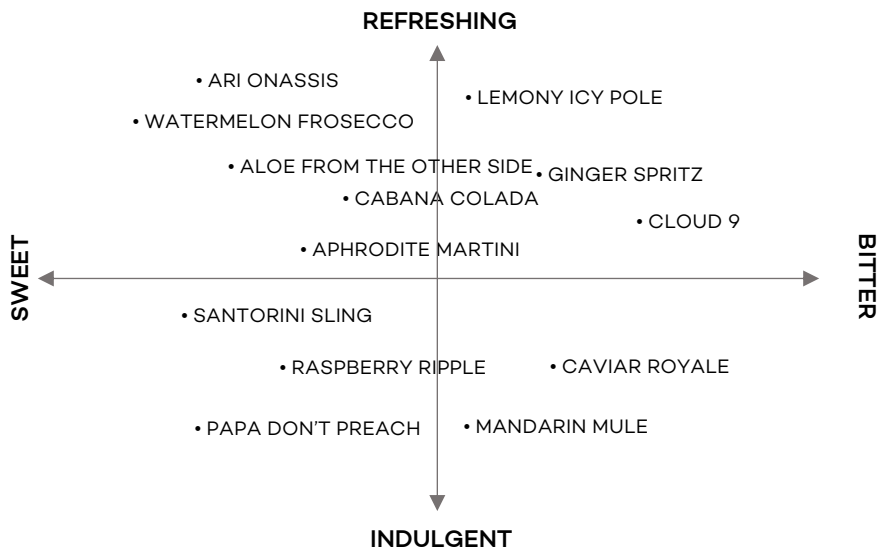 REFRESHING
• ARI ONASSIS
• LEMONY ICY POLE
• WATERMELON FROSECCO
• ALOE FROM THE OTHER SIDE
• GINGER SPRITZ
• CABANA COLADA
• CLOUD 9
• APHRODITE MARTINI
SWEET
BITTER
• SANTORINI SLING
• RASPBERRY RIPPLE
• CAVIAR ROYALE
• PAPA DON'T PREACH
• MANDARIN MULE
INDULGENT